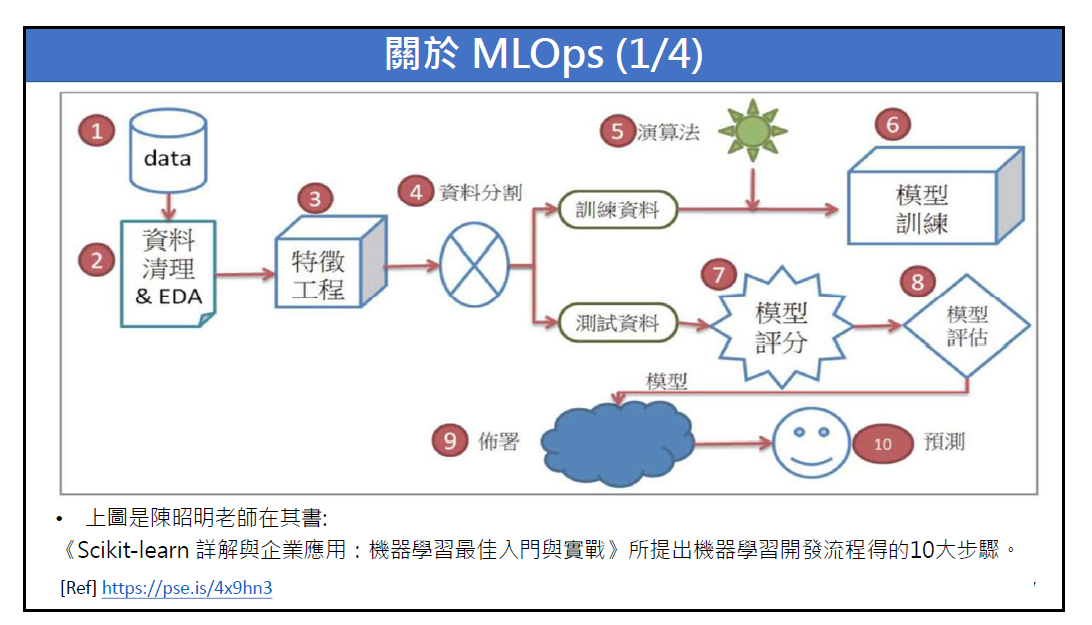 關於 MLOps (1/4)
1
data
2
資料
清理
& EDA
3
特徵
工程
4 資料分割
訓練資料
測試資料
5 演算法
6
模型
訓練
7
模型
評分
8
模型
評估
模型
9 佈署
10 預測
• 上圖是陳昭明老師在其書:
《Scikit-learn 詳解與企業應用：機器學習最佳入門與實戰》所提出機器學習開發流程得的10大步驟。
[Ref] https://pse.is/4x9hn3